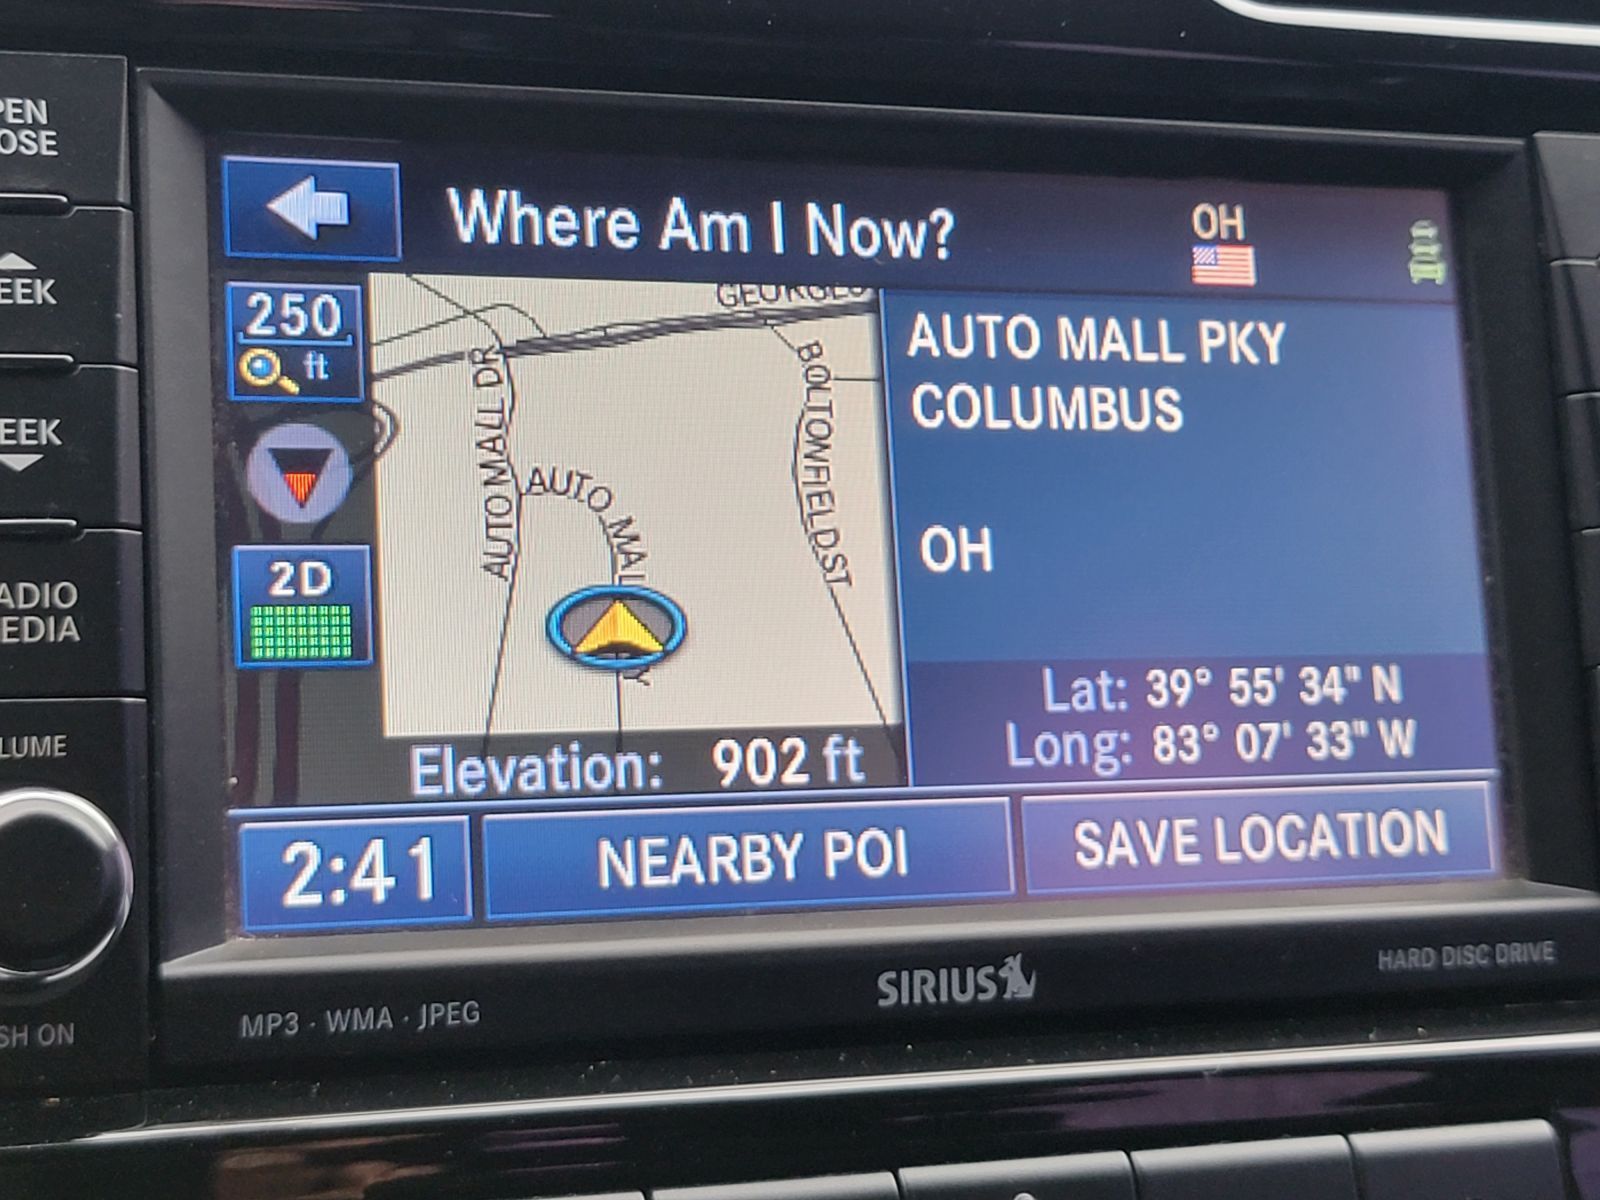 PEN
OSE
EEK
EEK
ADIO
EDIA
LUME
SH ON
Where Am I Now?
OH
250
ft
2D
GEORGES
AUTO MALL DR
AUTO MAL
Y
BOLTONFIELD ST
AUTO MALL PKY
COLUMBUS
OH
Lat: 39° 55' 34" N
Long: 83° 07' 33" W
Elevation: 902 ft
2:41
NEARBY POI
SAVE LOCATION
MP3 · WMA · JPEG
SIRIUS
HARD DISC DRIVE